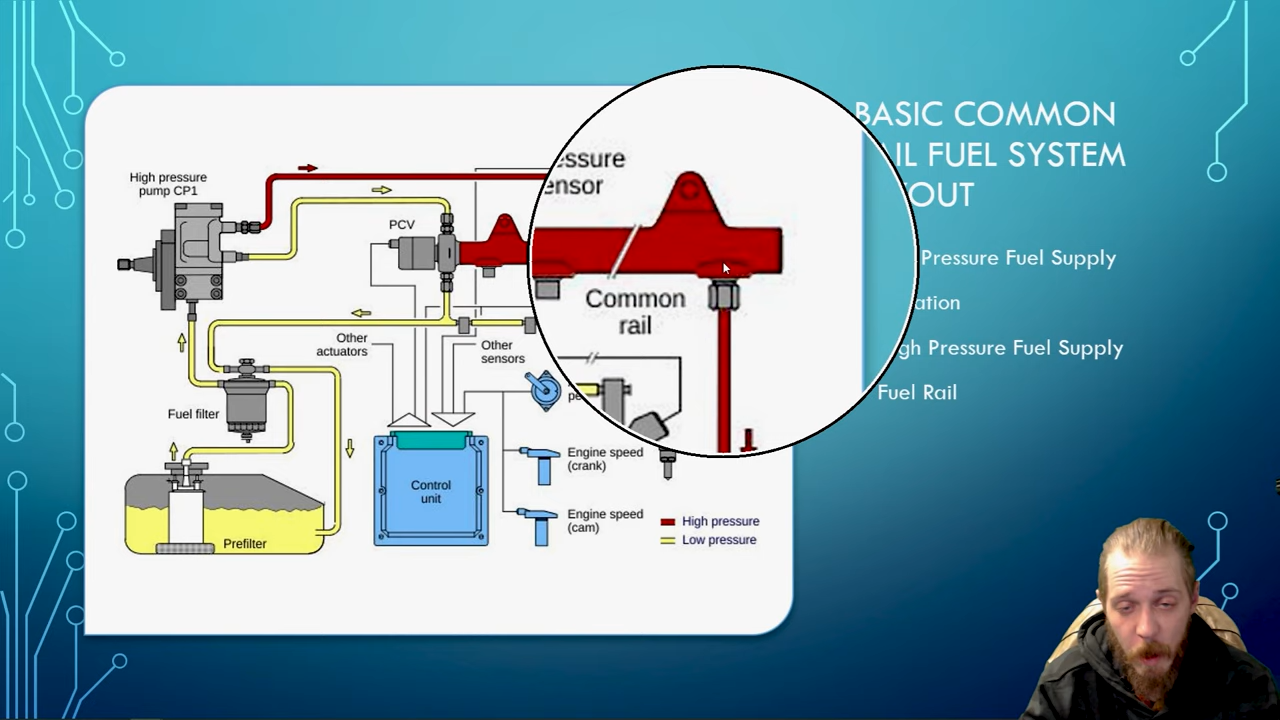 BASIC COMMON
AIL FUEL SYSTEM
OUT
Pressure Fuel Supply
ation
gh Pressure Fuel Supply
Fuel Rail
High pressure
pump CP1
PCV
essure
ensor
Common
rail
Other
actuators
Other
sensors
Fuel filter
Engine speed
(crank)
Control
unit
Engine speed
(cam)
High pressure
Low pressure
Prefilter